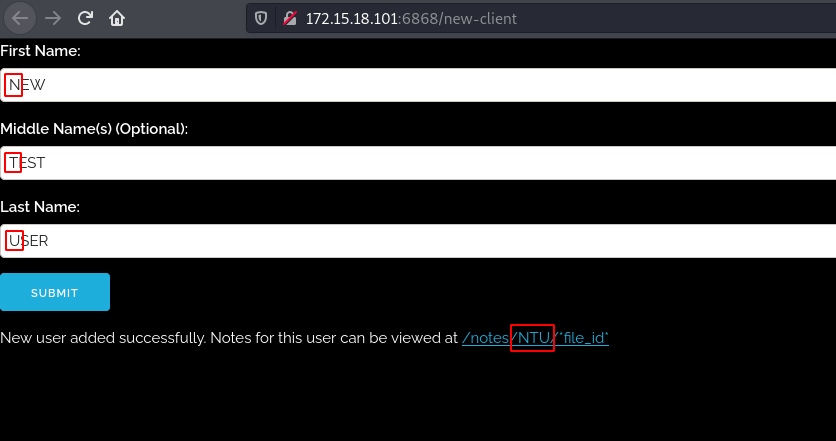 172.15.18.101:6868/new-client
First Name:
NEW
Middle Name(s) (Optional):
TEST
Last Name:
USER
SUBMIT
New user added successfully. Notes for this user can be viewed at /notes/NTU/*file_id*